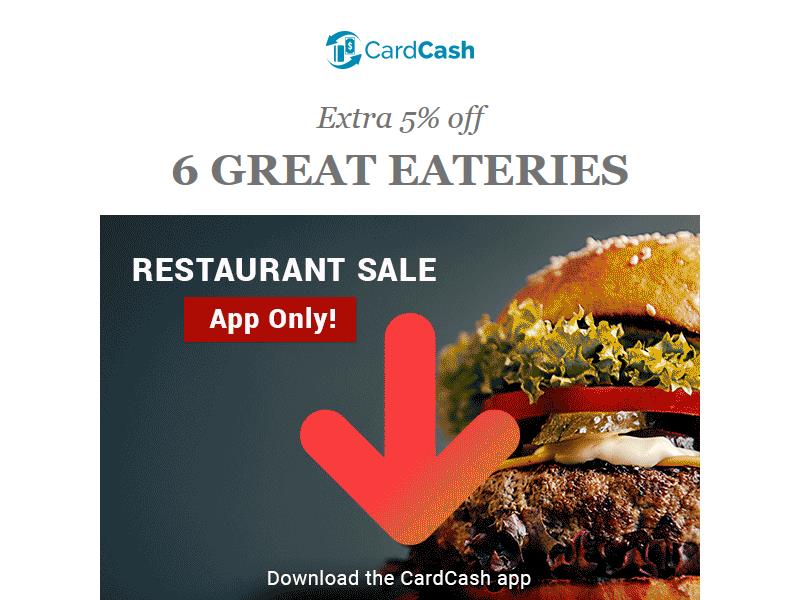 CardCash
Extra 5% off
6 GREAT EATERIES
RESTAURANT SALE
App Only!
Download the CardCash app